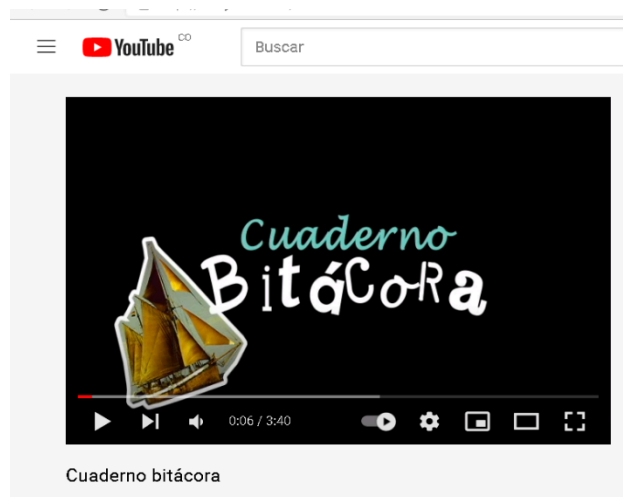 YouTube CO
Buscar
Cuaderno
BitáCoRa
0:06 / 3:40
Cuaderno bitácora